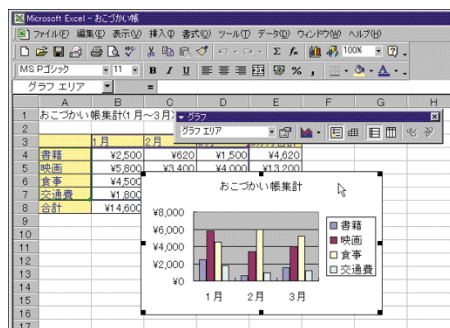 Microsoft Excel - おこづかい帳
ファイル(F) 編集(E) 表示(V) 挿入(I) 書式(O) ツール(T) データ(D) ウィンドウ(W) ヘルプ(H)
100%
MS Pゴシック 11 B I U
グラフ エリア =
A B C D E F G H
1 おこづかい帳集計(1月～3月)
グラフ
グラフ エリア
2
3 1月 2月
4 書籍 ¥2,500 ¥620 ¥1,500 ¥4,620
5 映画 ¥5,800 ¥3,400 ¥4,000 ¥13,200
6 食事 ¥4,500
7 交通費 ¥1,800
8 合計 ¥14,600
9
10
11
12
13
14
15
16
17
おこづかい帳集計
¥8,000
¥6,000
¥4,000
¥2,000
¥0
1月 2月 3月
書籍
映画
食事
交通費